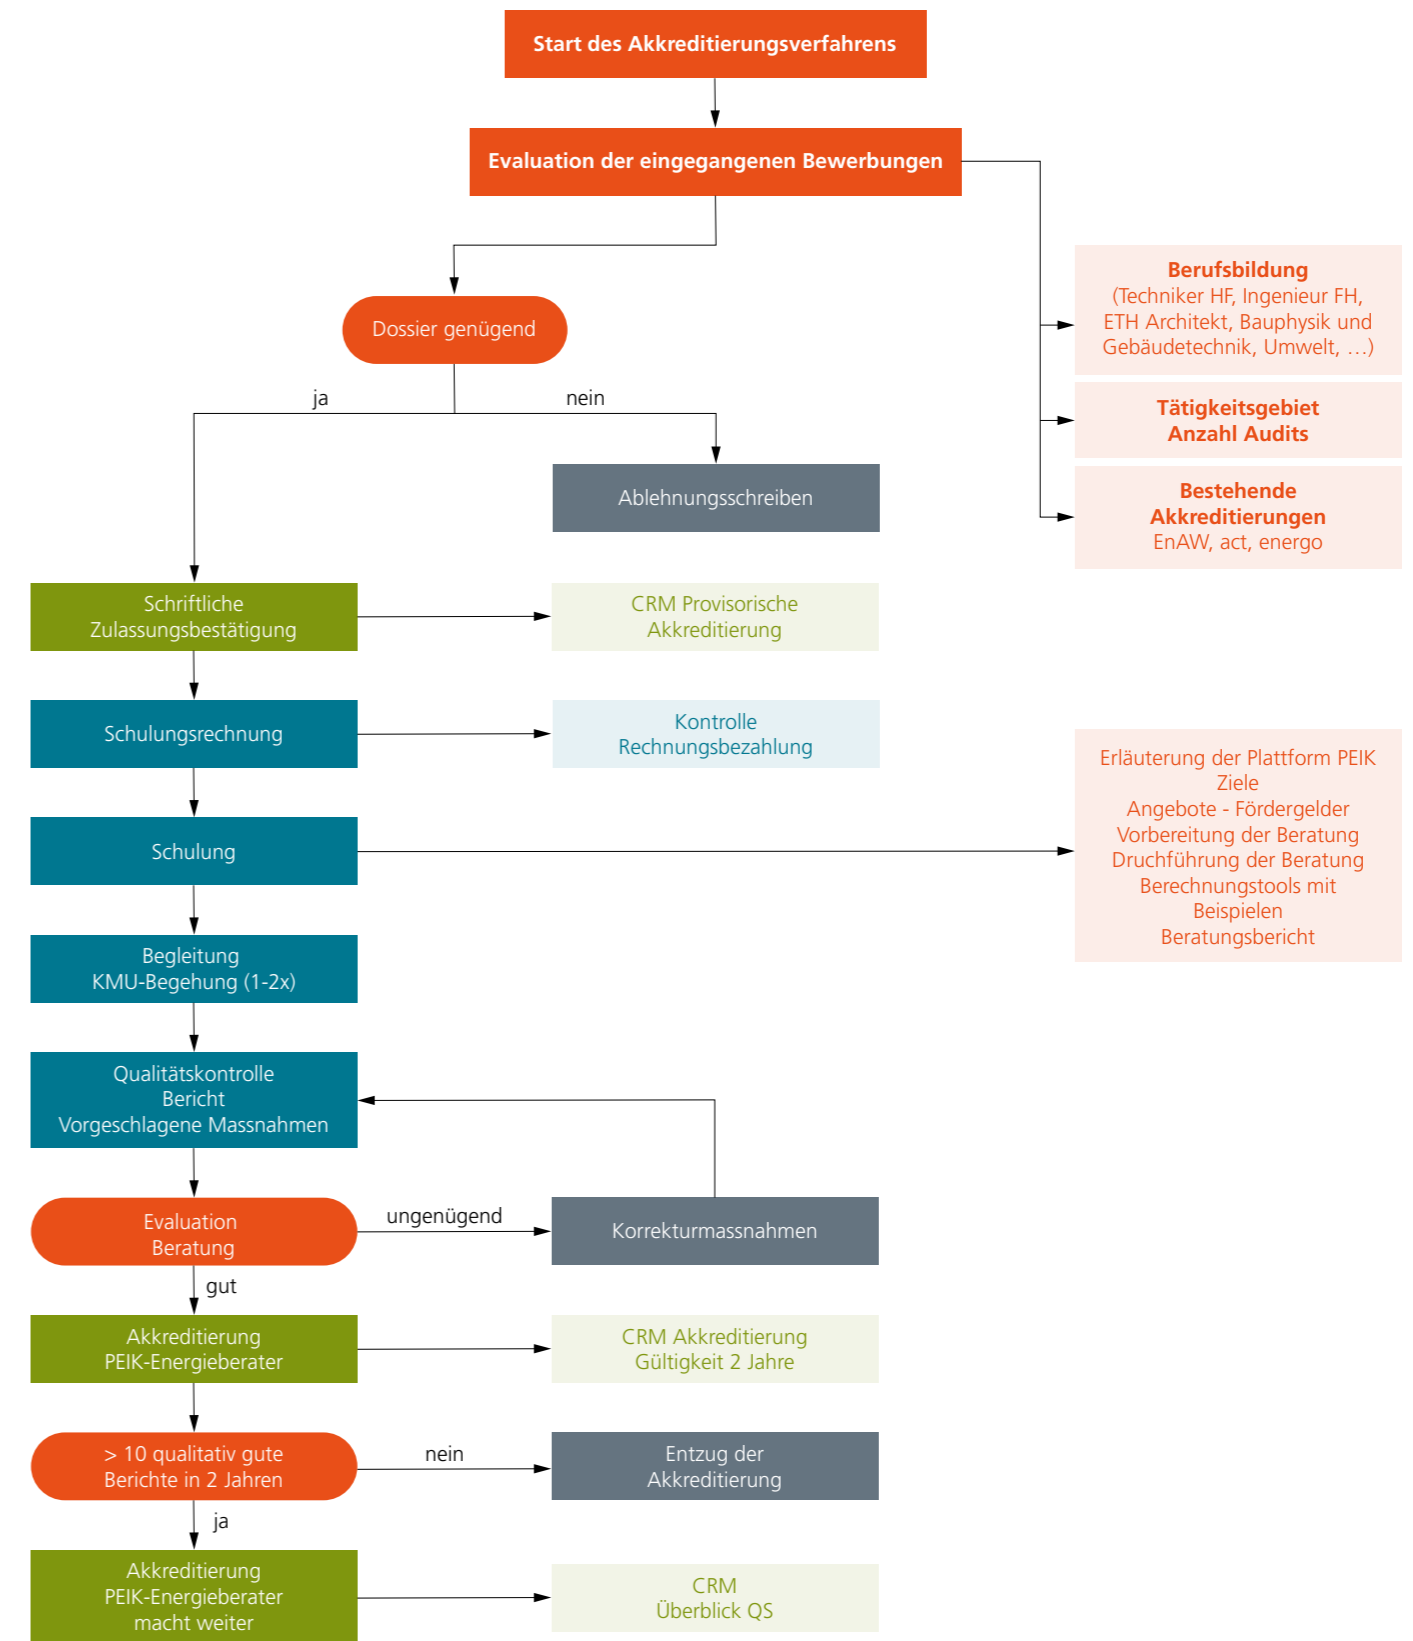 Start des Akkreditierungsverfahrens
Evaluation der eingegangenen Bewerbungen
Berufsbildung
(Techniker HF, Ingenieur FH,
ETH Architekt, Bauphysik und
Gebäudetechnik, Umwelt, …)
Tätigkeitsgebiet
Anzahl Audits
Bestehende
Akkreditierungen
EnAW, act, energo
Dossier genügend
ja
nein
Ablehnungsschreiben
Schriftliche
Zulassungsbestätigung
CRM Provisorische
Akkreditierung
Schulungsrechnung
Kontrolle
Rechnungsbezahlung
Schulung
Erläuterung der Plattform PEIK
Ziele
Angebote - Fördergelder
Vorbereitung der Beratung
Druchführung der Beratung
Berechnungstools mit
Beispielen
Beratungsbericht
Begleitung
KMU-Begehung (1-2x)
Qualitätskontrolle
Bericht
Vorgeschlagene Massnahmen
Evaluation
Beratung
ungenügend
Korrekturmassnahmen
gut
Akkreditierung
PEIK-Energieberater
CRM Akkreditierung
Gültigkeit 2 Jahre
> 10 qualitativ gute
Berichte in 2 Jahren
nein
Entzug der
Akkreditierung
ja
Akkreditierung
PEIK-Energieberater
macht weiter
CRM
Überblick QS